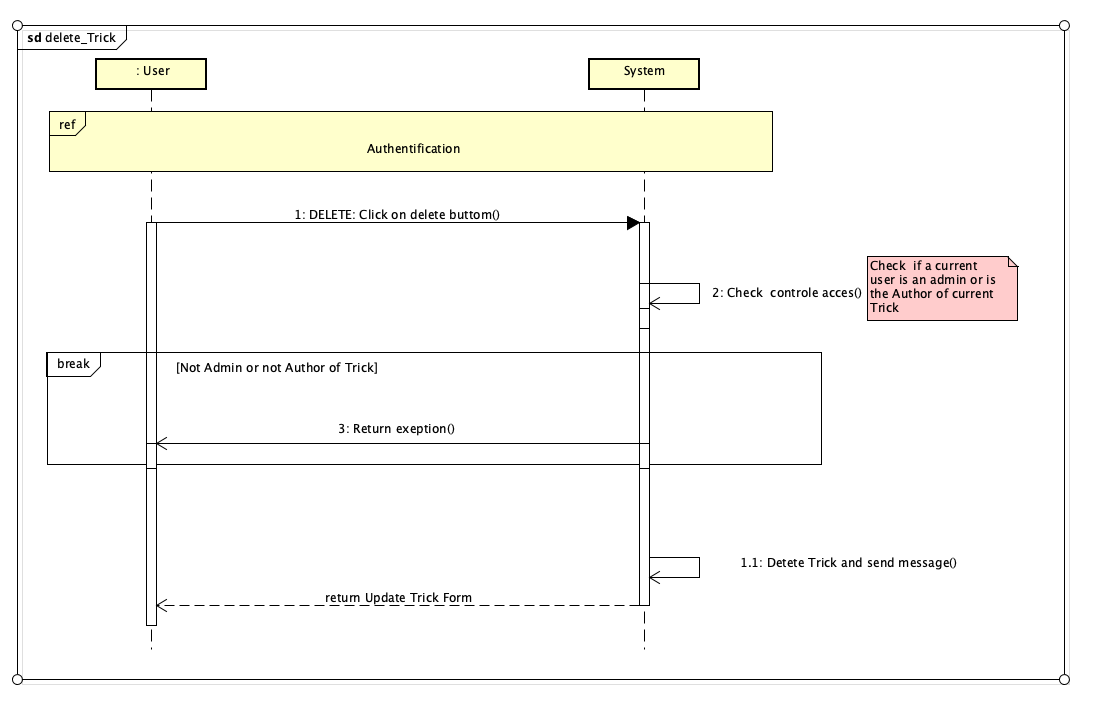 sd delete_Trick
: User
System
ref
Authentification
1: DELETE: Click on delete buttom()
2: Check  controle acces()
Check  if a current
user is an admin or is
the Author of current
Trick
break
[Not Admin or not Author of Trick]
3: Return exeption()
1.1: Detete Trick and send message()
return Update Trick Form